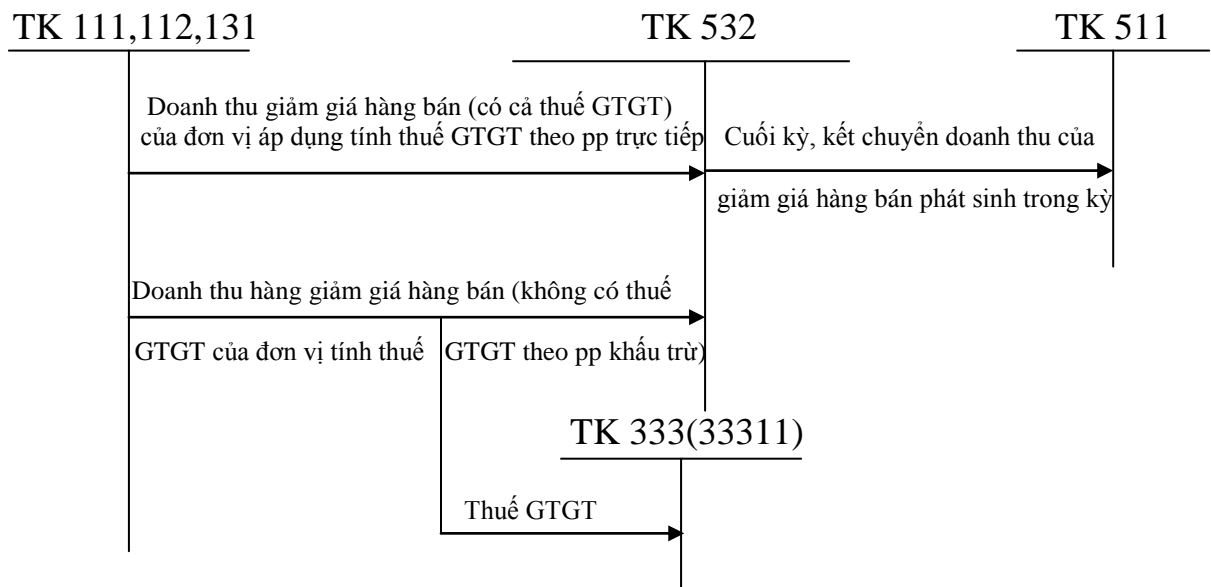 TK 111,112,131
TK 532
TK 511
Doanh thu giảm giá hàng bán (có cả thuế GTGT)
của đơn vị áp dụng tính thuế GTGT theo pp trực tiếp
Cuối kỳ, kết chuyển doanh thu của
giảm giá hàng bán phát sinh trong kỳ
Doanh thu hàng giảm giá hàng bán (không có thuế
GTGT của đơn vị tính thuế GTGT theo pp khấu trừ)
TK 333(33311)
Thuế GTGT